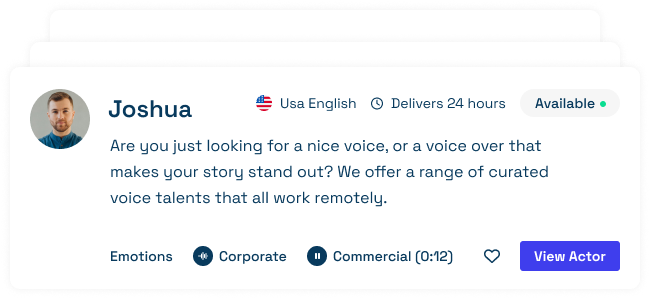 Joshua
Usa English
Delivers 24 hours
Available
Are you just looking for a nice voice, or a voice over that
makes your story stand out? We offer a range of curated
voice talents that all work remotely.
Emotions
Corporate
Commercial (0:12)
View Actor